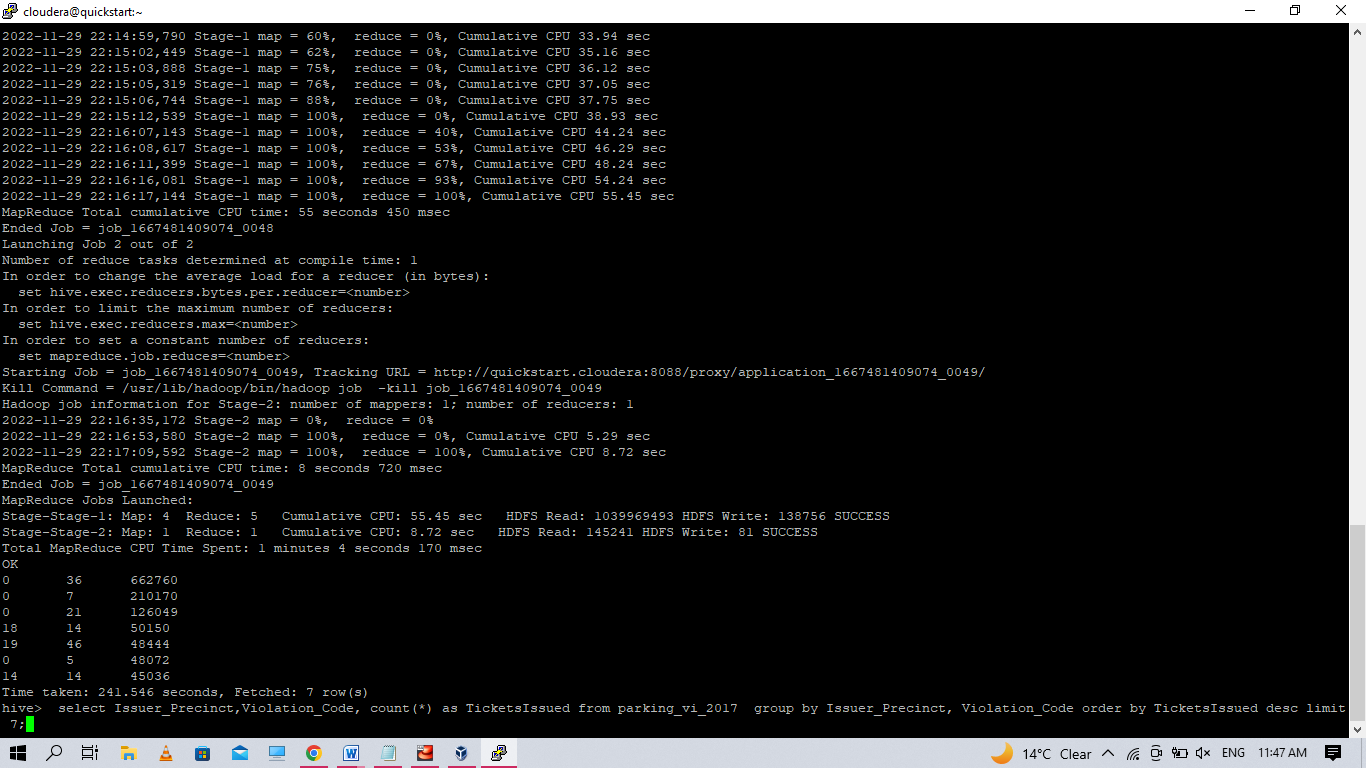 cloudera@quickstart:~
2022-11-29 22:14:59,790 Stage-1 map = 60%,  reduce = 0%, Cumulative CPU 33.94 sec
2022-11-29 22:15:02,449 Stage-1 map = 62%,  reduce = 0%, Cumulative CPU 35.16 sec
2022-11-29 22:15:03,888 Stage-1 map = 75%,  reduce = 0%, Cumulative CPU 36.12 sec
2022-11-29 22:15:05,319 Stage-1 map = 76%,  reduce = 0%, Cumulative CPU 37.05 sec
2022-11-29 22:15:06,744 Stage-1 map = 88%,  reduce = 0%, Cumulative CPU 37.75 sec
2022-11-29 22:15:12,539 Stage-1 map = 100%,  reduce = 0%, Cumulative CPU 38.93 sec
2022-11-29 22:16:07,143 Stage-1 map = 100%,  reduce = 40%, Cumulative CPU 44.24 sec
2022-11-29 22:16:08,617 Stage-1 map = 100%,  reduce = 53%, Cumulative CPU 46.29 sec
2022-11-29 22:16:11,399 Stage-1 map = 100%,  reduce = 67%, Cumulative CPU 48.24 sec
2022-11-29 22:16:16,081 Stage-1 map = 100%,  reduce = 93%, Cumulative CPU 54.24 sec
2022-11-29 22:16:17,144 Stage-1 map = 100%,  reduce = 100%, Cumulative CPU 55.45 sec
MapReduce Total cumulative CPU time: 55 seconds 450 msec
Ended Job = job_1667481409074_0048
Launching Job 2 out of 2
Number of reduce tasks determined at compile time: 1
In order to change the average load for a reducer (in bytes):
  set hive.exec.reducers.bytes.per.reducer=<number>
In order to limit the maximum number of reducers:
  set hive.exec.reducers.max=<number>
In order to set a constant number of reducers:
  set mapreduce.job.reduces=<number>
Starting Job = job_1667481409074_0049, Tracking URL = http://quickstart.cloudera:8088/proxy/application_1667481409074_0049/
Kill Command = /usr/lib/hadoop/bin/hadoop job  -kill job_1667481409074_0049
Hadoop job information for Stage-2: number of mappers: 1; number of reducers: 1
2022-11-29 22:16:35,172 Stage-2 map = 0%,  reduce = 0%
2022-11-29 22:16:53,580 Stage-2 map = 100%,  reduce = 0%, Cumulative CPU 5.29 sec
2022-11-29 22:17:09,592 Stage-2 map = 100%,  reduce = 100%, Cumulative CPU 8.72 sec
MapReduce Total cumulative CPU time: 8 seconds 720 msec
Ended Job = job_1667481409074_0049
MapReduce Jobs Launched:
Stage-Stage-1: Map: 4  Reduce: 5   Cumulative CPU: 55.45 sec   HDFS Read: 1039969493 HDFS Write: 138756 SUCCESS
Stage-Stage-2: Map: 1  Reduce: 1   Cumulative CPU: 8.72 sec   HDFS Read: 145241 HDFS Write: 81 SUCCESS
Total MapReduce CPU Time Spent: 1 minutes 4 seconds 170 msec
OK
0       36      662760
0       7       210170
0       21      126049
18      14      50150
19      46      48444
0       5       48072
14      14      45036
Time taken: 241.546 seconds, Fetched: 7 row(s)
hive>  select Issuer_Precinct,Violation_Code, count(*) as TicketsIssued from parking_vi_2017  group by Issuer_Precinct, Violation_Code order by TicketsIssued desc limit
 7;
14°C Clear ENG 11:47 AM